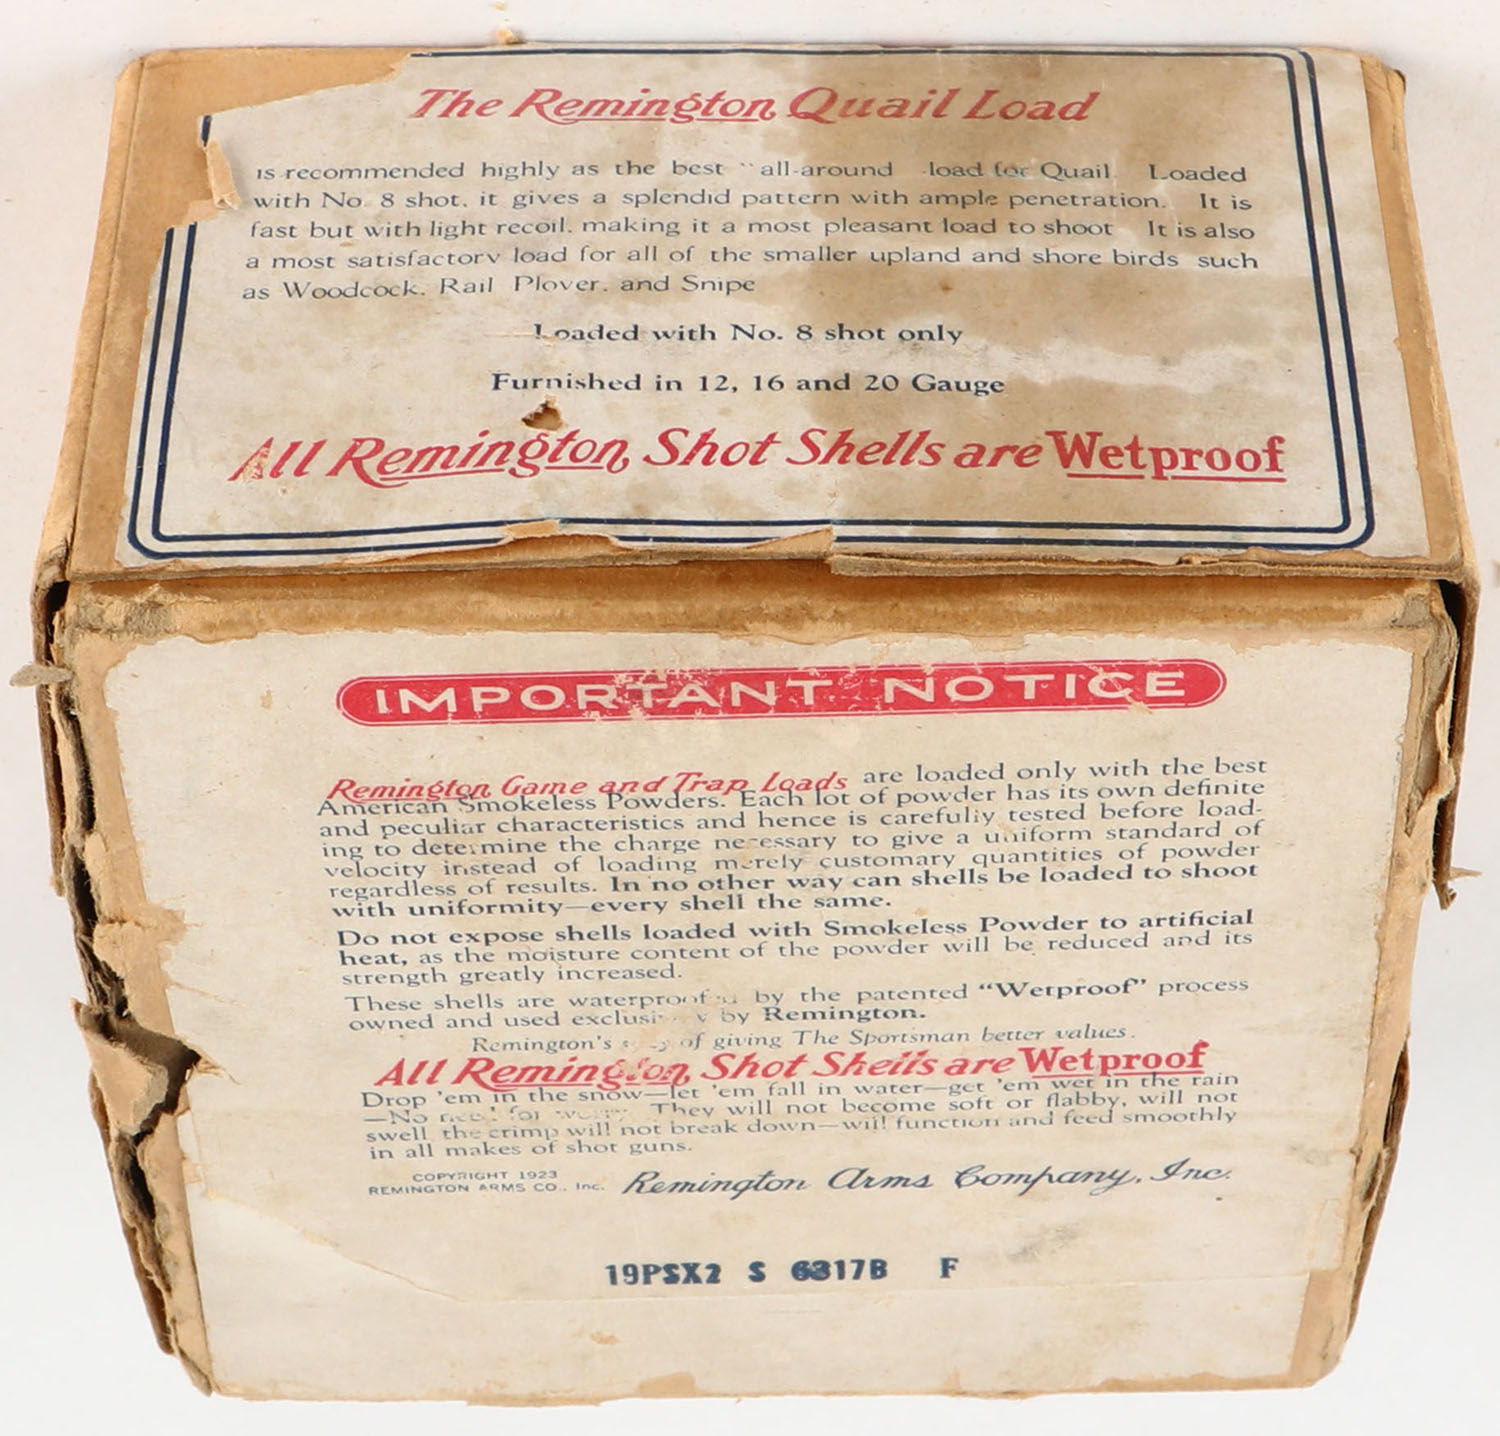 The Remington Quail Load
is recommended highly as the best "all-around load for Quail. Loaded
with No. 8 shot, it gives a splendid pattern with ample penetration. It is
fast but with light recoil, making it a most pleasant load to shoot It is also
a most satisfactory load for all of the smaller upland and shore birds such
as Woodcock, Rail Plover, and Snipe
Loaded with No. 8 shot only
Furnished in 12, 16 and 20 Gauge
All Remington Shot Shells are Wetproof
IMPORTANT NOTICE
Remington Game and Trap Loads are loaded only with the best
American Smokeless Powders. Each lot of powder has its own definite
and peculiar characteristics and hence is carefully tested before load-
ing to determine the charge necessary to give a uniform standard of
velocity instead of loading merely customary quantities of powder
regardless of results. In no other way can shells be loaded to shoot
with uniformity—every shell the same.
Do not expose shells loaded with Smokeless Powder to artificial
heat, as the moisture content of the powder will be reduced and its
strength greatly increased.
These shells are waterproofed by the patented "Wetproof" process
owned and used exclusively by Remington.
Remington's of giving The Sportsman better values.
All Remington Shot Shells are Wetproof
Drop 'em in the snow—let 'em fall in water—get 'em wet in the rain
—No need for worry. They will not become soft or flabby, will not
swell, the crimp will not break down—will function and feed smoothly
in all makes of shot guns.
COPYRIGHT 1923
REMINGTON ARMS CO., Inc. Remington Arms Company, Inc.
19PSX2 S 6317B F